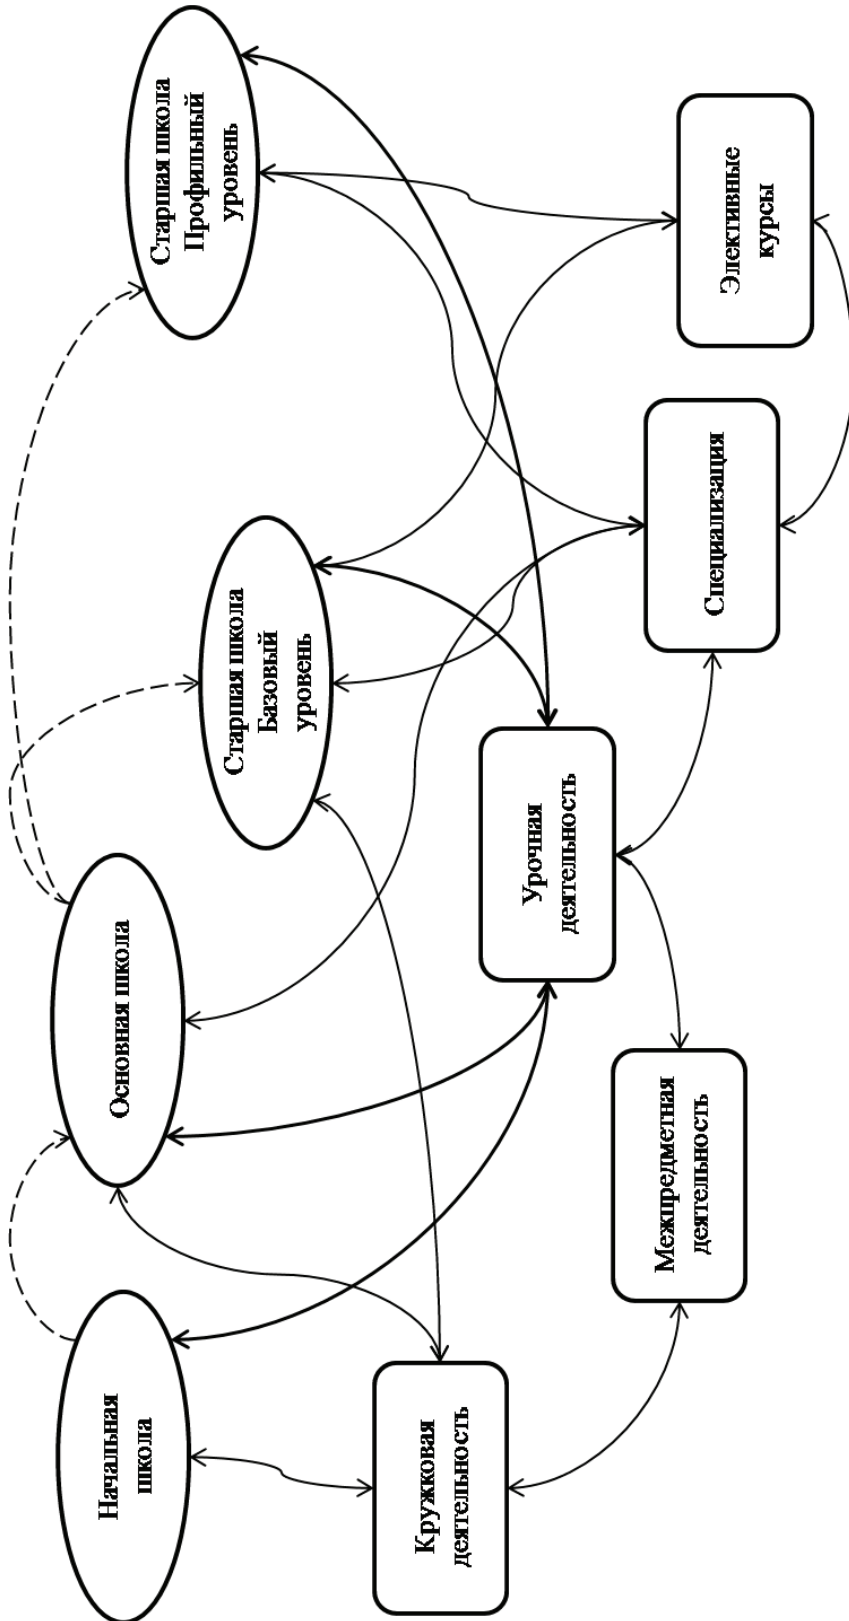 Начальная
школа
Основная школа
Старшая школа
Базовый
уровень
Старшая школа
Профильный
уровень
Кружковая
деятельность
Межпредметная
деятельность
Урочная
деятельность
Специализация
Элективные
курсы